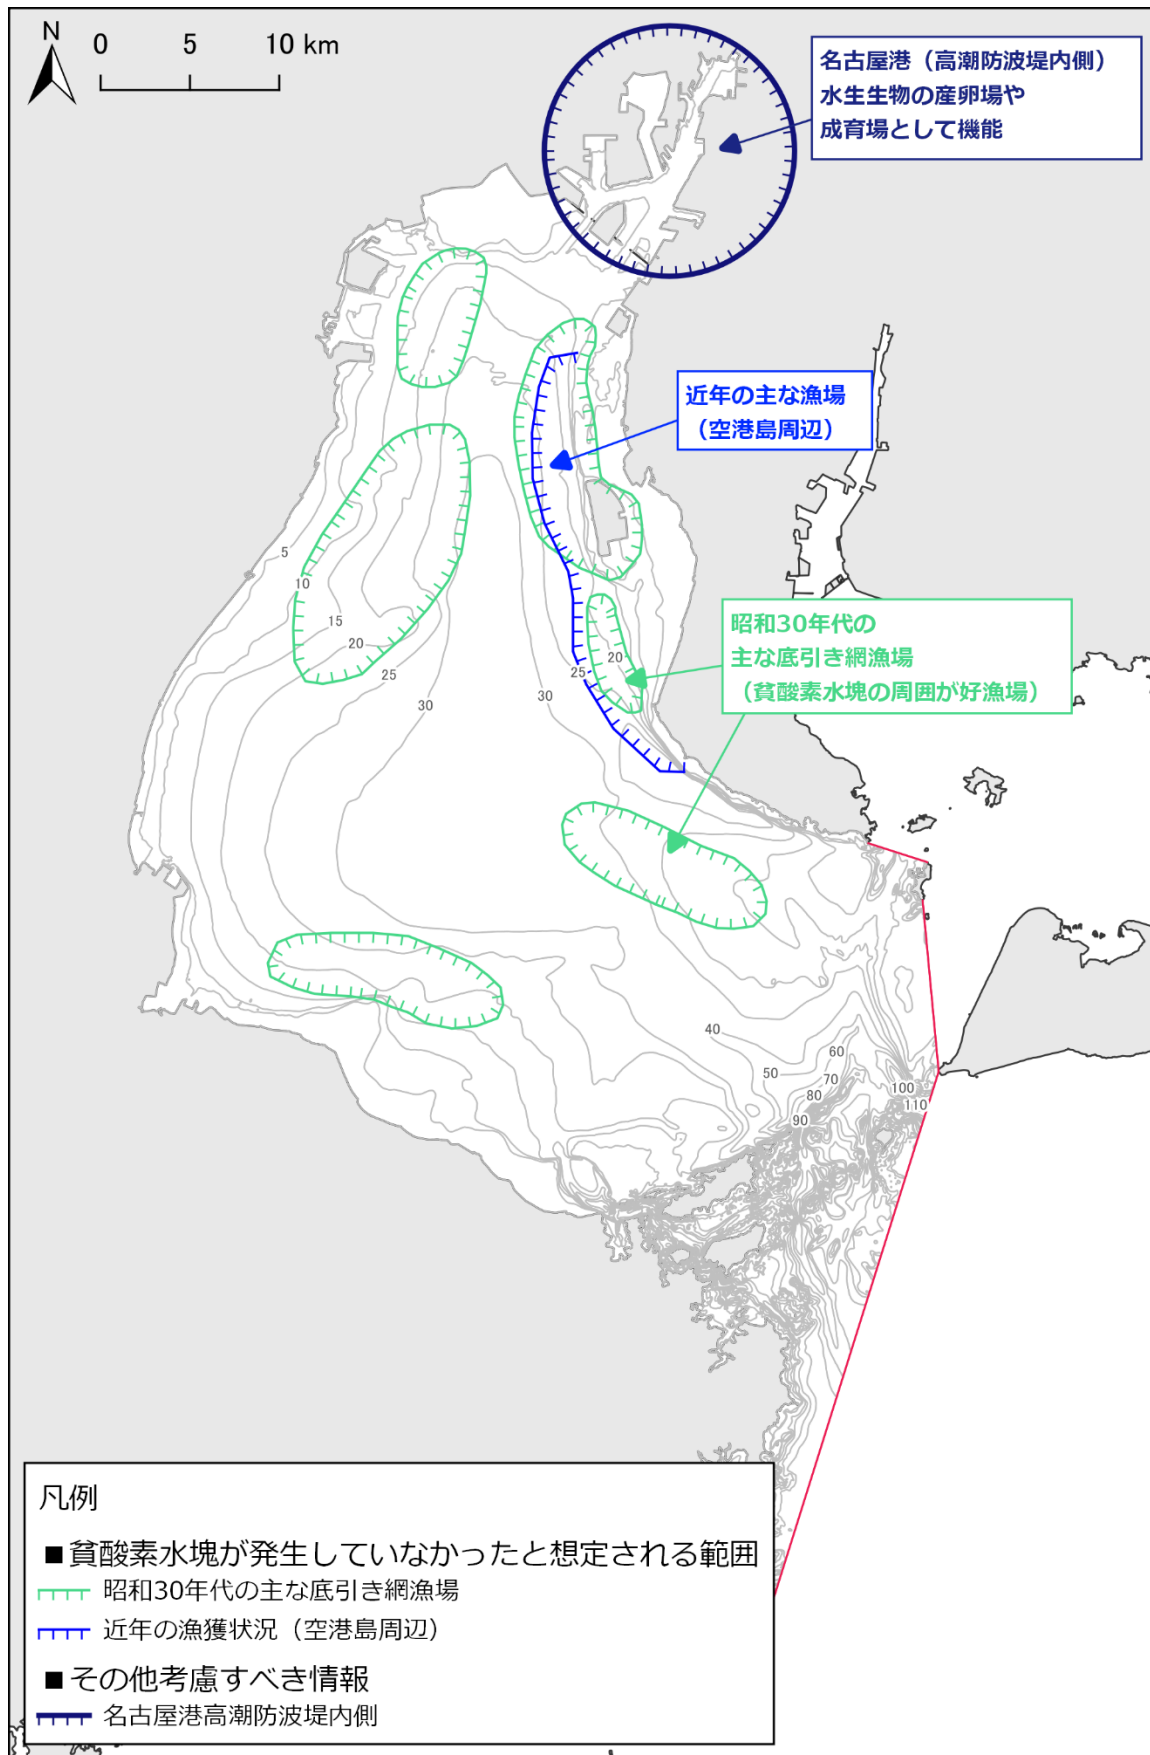 N
0 5 10 km
名古屋港（高潮防波堤内側）
水生生物の産卵場や
成育場として機能
近年の主な漁場
（空港島周辺）
昭和30年代の
主な底引き網漁場
（貧酸素水塊の周囲が好漁場）
5
10
15
20
25
30
30
25
20
40
50
60
70
80
90
100
110
凡例
■貧酸素水塊が発生していなかったと想定される範囲
昭和30年代の主な底引き網漁場
近年の漁獲状況（空港島周辺）
■その他考慮すべき情報
名古屋港高潮防波堤内側